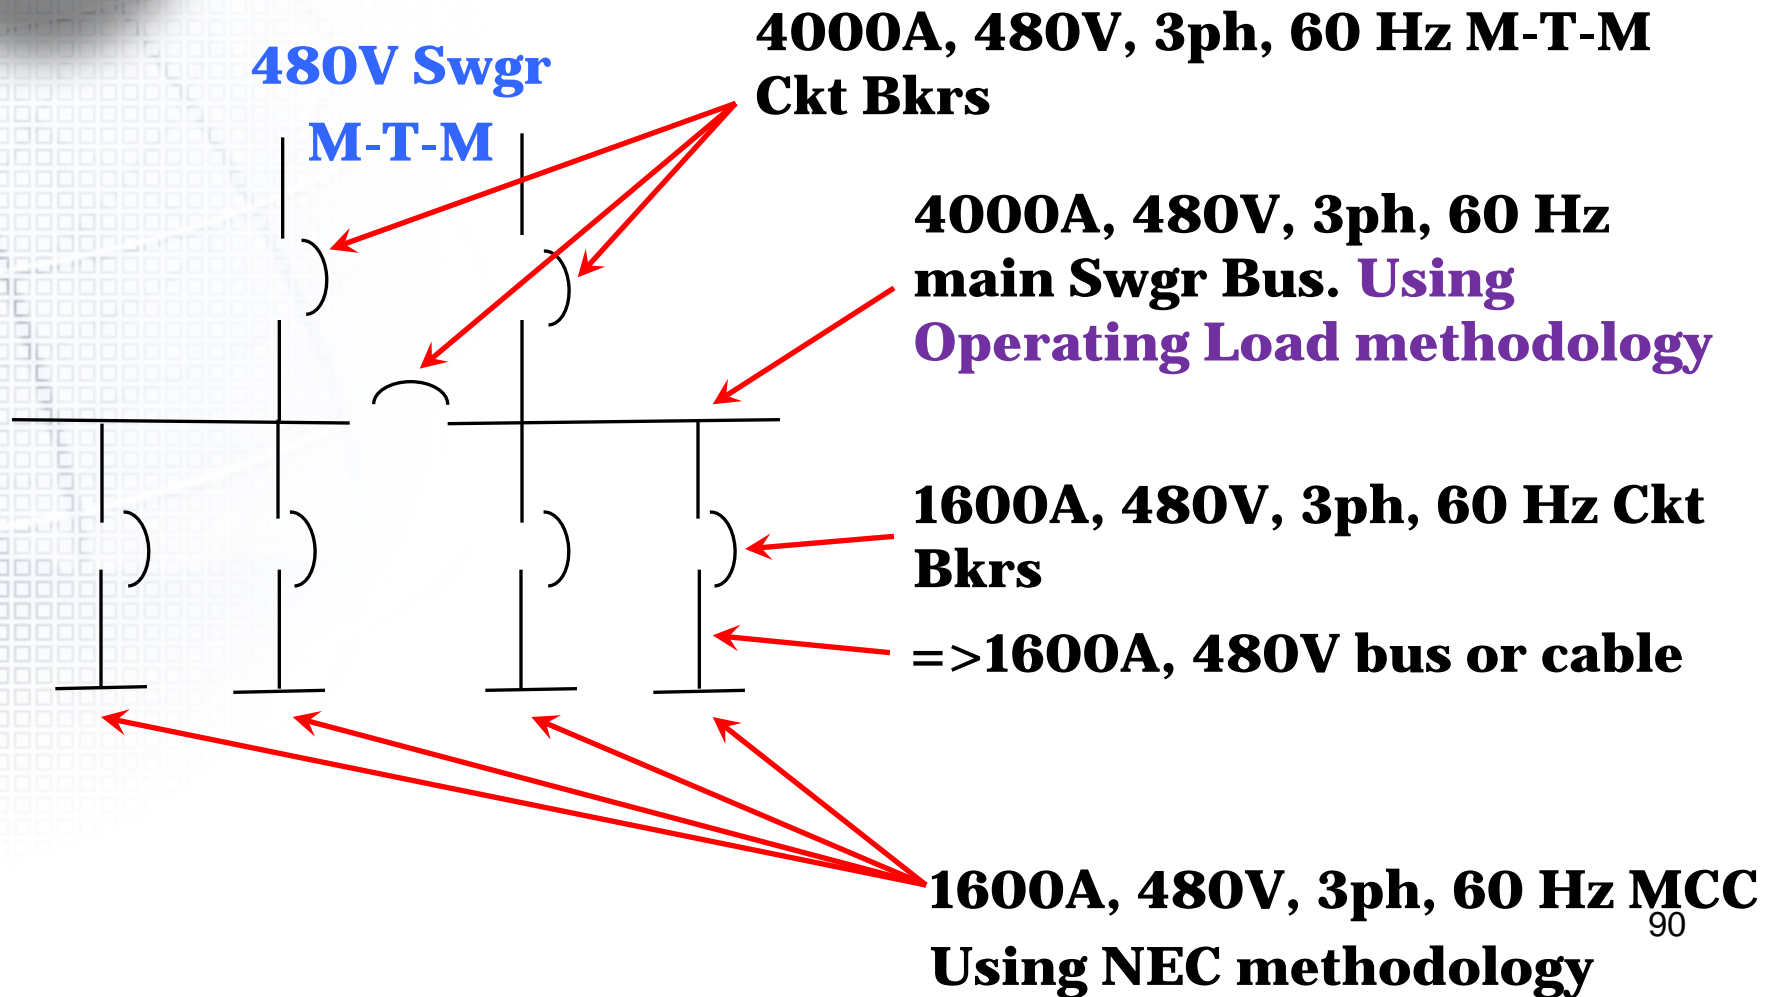 480V Swgr
M-T-M
4000A, 480V, 3ph, 60 Hz M-T-M
Ckt Bkrs
4000A, 480V, 3ph, 60 Hz
main Swgr Bus. Using
Operating Load methodology
1600A, 480V, 3ph, 60 Hz Ckt
Bkrs
=>1600A, 480V bus or cable
1600A, 480V, 3ph, 60 Hz MCC
Using NEC methodology
90